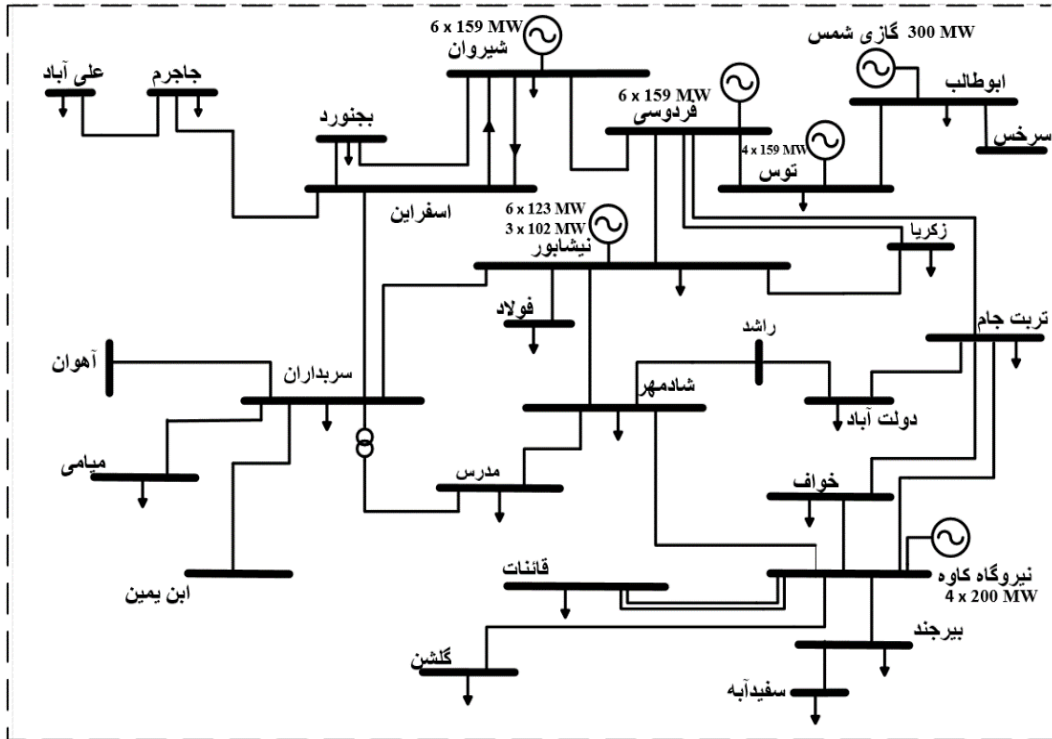 6 x 159 MW
شیروان
گازی شمس 300 MW
ابوطالب
علی آباد
جاجرم
6 x 159 MW
فردوسی
بجنورد
4 x 159 MW
توس
سرخس
اسفراین
6 x 123 MW
3 x 102 MW
نیشابور
زکریا
فولاد
راشد
تربت جام
آهوان
سربداران
شادمهر
دولت آباد
میامی
مدرس
خواف
ابن یمین
قائنات
نیروگاه کاوه
4 x 200 MW
بیرجند
گلشن
سفیدآبه